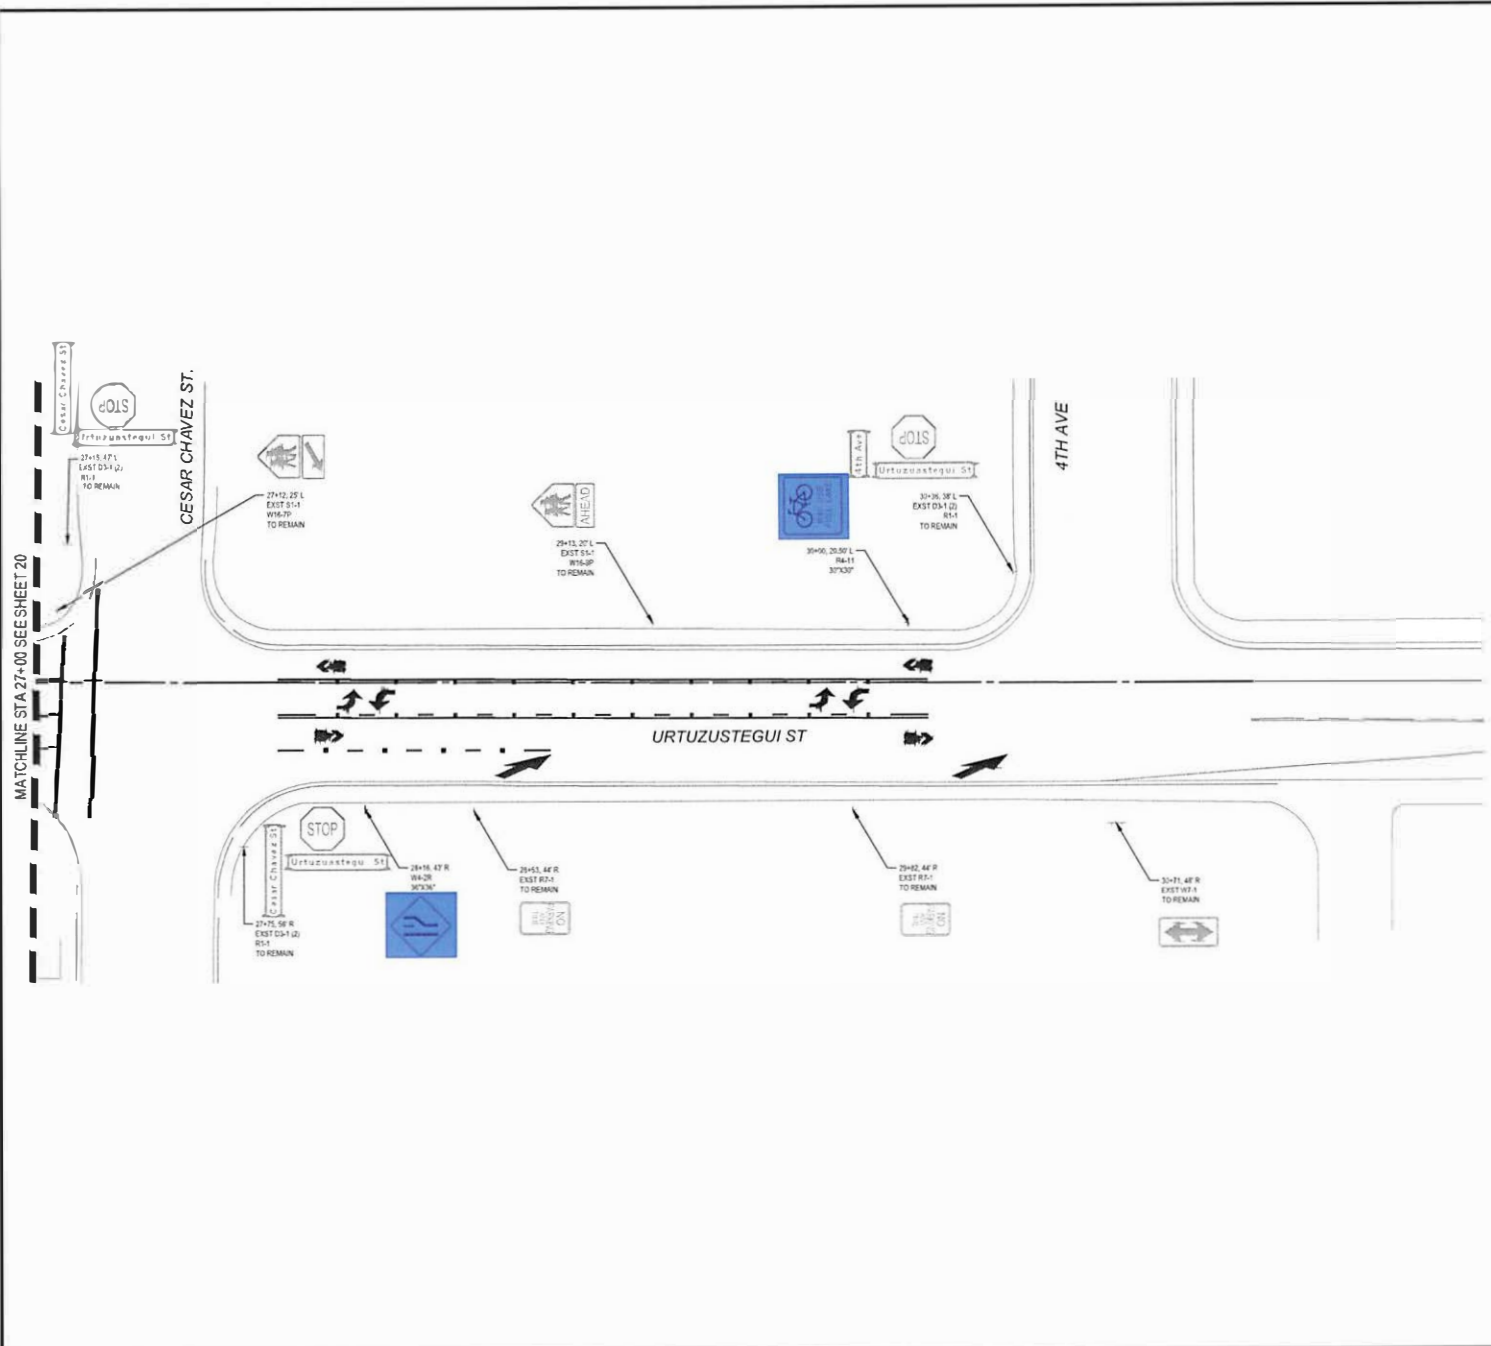 MATCHLINE STA 27+00 SEE SHEET 20
Cesar Chavez St
STOP
Urtuzuastegui St
27+15, 47' L
EXST D3-1 (2)
R1-1
TO REMAIN
CESAR CHAVEZ ST.
27+12, 25' L
EXST S1-1
W16-7P
TO REMAIN
AHEAD
29+13, 20' L
EXST S1-1
W16-9P
TO REMAIN
30+00, 20.50' L
R4-11
30"X30"
4th Ave
STOP
Urtuzuastegui St
30+36, 38' L
EXST D3-1 (2)
R1-1
TO REMAIN
4TH AVE
URTUZUSTEGUI ST
Cesar Chavez St
STOP
Urtuzuastegu St
27+75, 56' R
EXST D3-1 (2)
R1-1
TO REMAIN
28+16, 43' R
W4-2R
36"X36"
28+53, 44' R
EXST R7-1
TO REMAIN
NO
29+82, 44' R
EXST R7-1
TO REMAIN
NO
30+71, 48' R
EXST W7-1
TO REMAIN